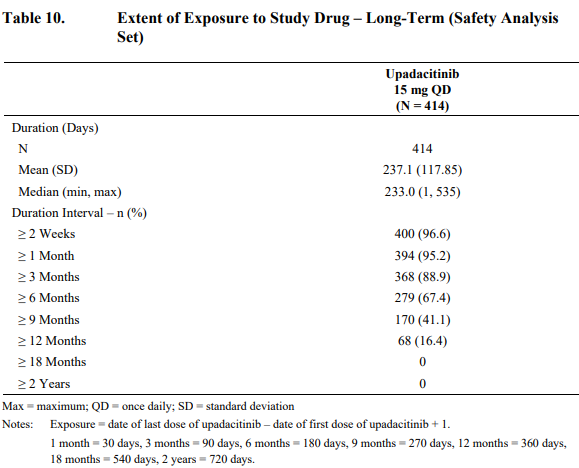 Table 10. Extent of Exposure to Study Drug – Long-Term (Safety Analysis
Set)
Upadacitinib
15 mg QD
(N = 414)
Duration (Days)
N 414
Mean (SD) 237.1 (117.85)
Median (min, max) 233.0 (1, 535)
Duration Interval – n (%)
≥ 2 Weeks 400 (96.6)
≥ 1 Month 394 (95.2)
≥ 3 Months 368 (88.9)
≥ 6 Months 279 (67.4)
≥ 9 Months 170 (41.1)
≥ 12 Months 68 (16.4)
≥ 18 Months 0
≥ 2 Years 0
Max = maximum; QD = once daily; SD = standard deviation
Notes: Exposure = date of last dose of upadacitinib – date of first dose of upadacitinib + 1.
1 month = 30 days, 3 months = 90 days, 6 months = 180 days, 9 months = 270 days, 12 months = 360 days,
18 months = 540 days, 2 years = 720 days.